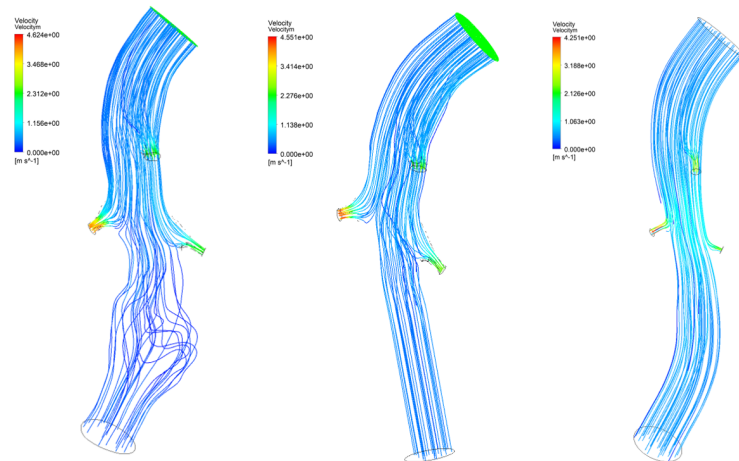 Velocity
Velocitym
4.624e+00
3.468e+00
2.312e+00
1.156e+00
0.000e+00
[m s^-1]
Velocity
Velocitym
4.551e+00
3.414e+00
2.276e+00
1.138e+00
0.000e+00
[m s^-1]
Velocity
Velocitym
4.251e+00
3.188e+00
2.126e+00
1.063e+00
0.000e+00
[m s^-1]